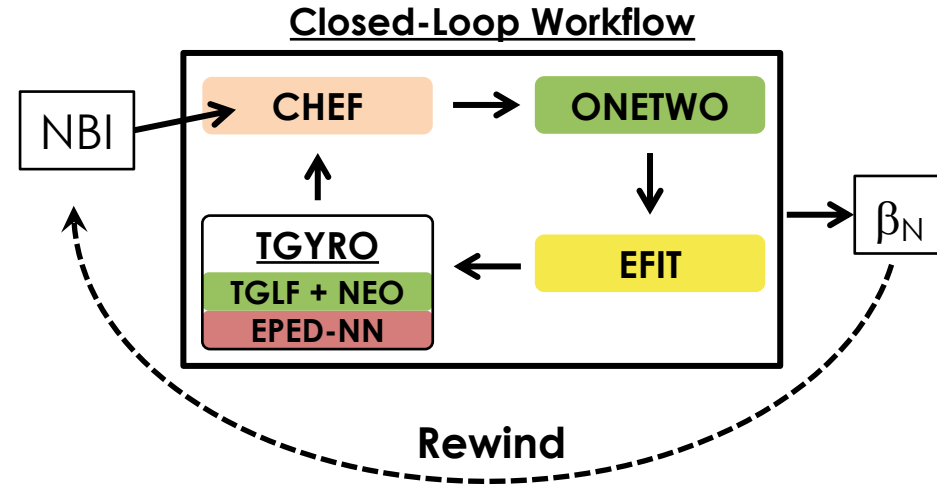 Closed-Loop Workflow
NBI
CHEF
ONETWO
TGYRO
TGLF + NEO
EPED-NN
EFIT
βN
Rewind